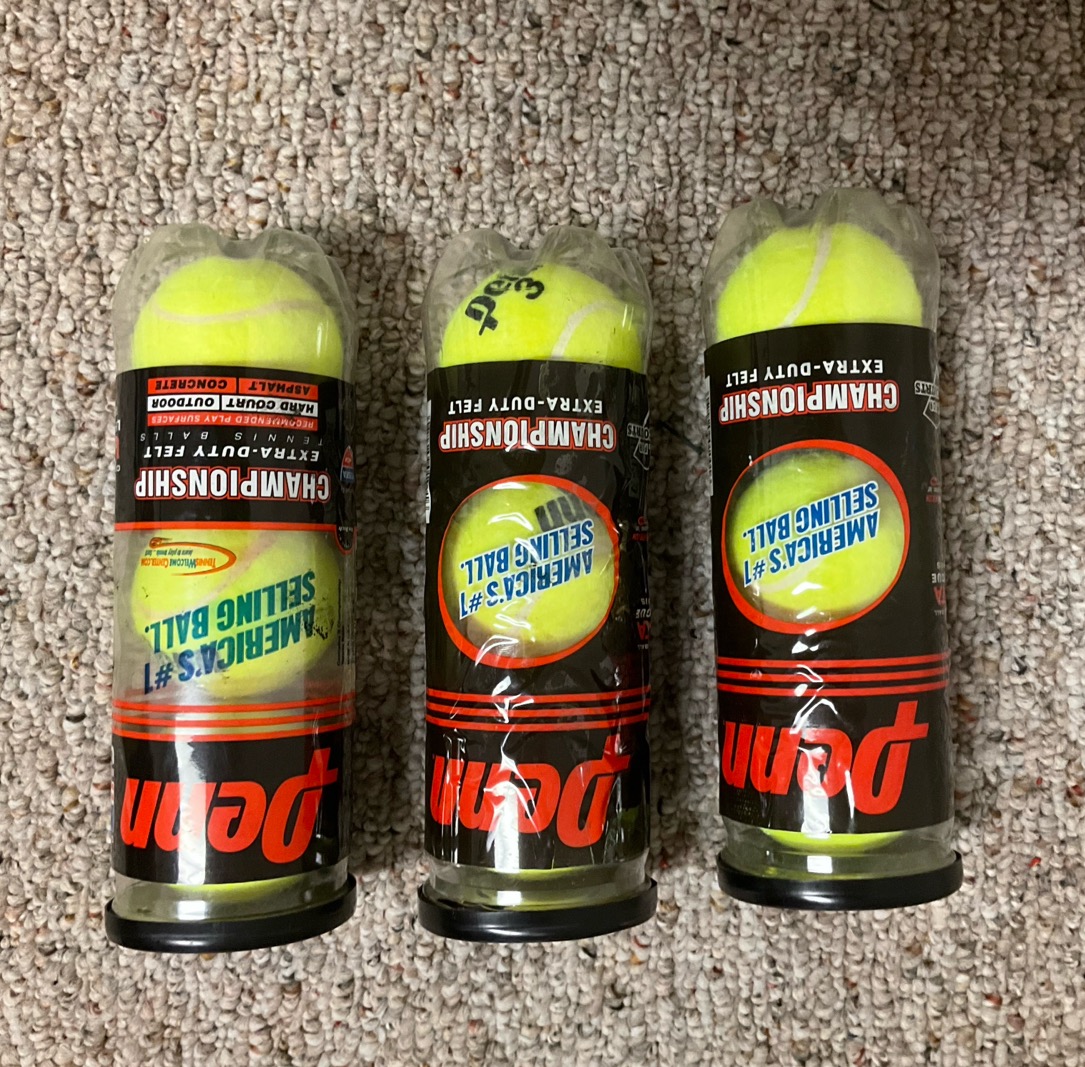 Penn
AMERICA'S #1
SELLING BALL.
TENNISWELCOMECENTER.COM
CHAMPIONSHIP
EXTRA-DUTY FELT
TENNIS BALLS
RECOMMENDED PLAY SURFACES
HARD COURT | OUTDOOR
ASPHALT | CONCRETE
Penn
AMERICA'S #1
SELLING BALL.
CHAMPIONSHIP
EXTRA-DUTY FELT
3
Penn
AMERICA'S #1
SELLING BALL.
CHAMPIONSHIP
EXTRA-DUTY FELT